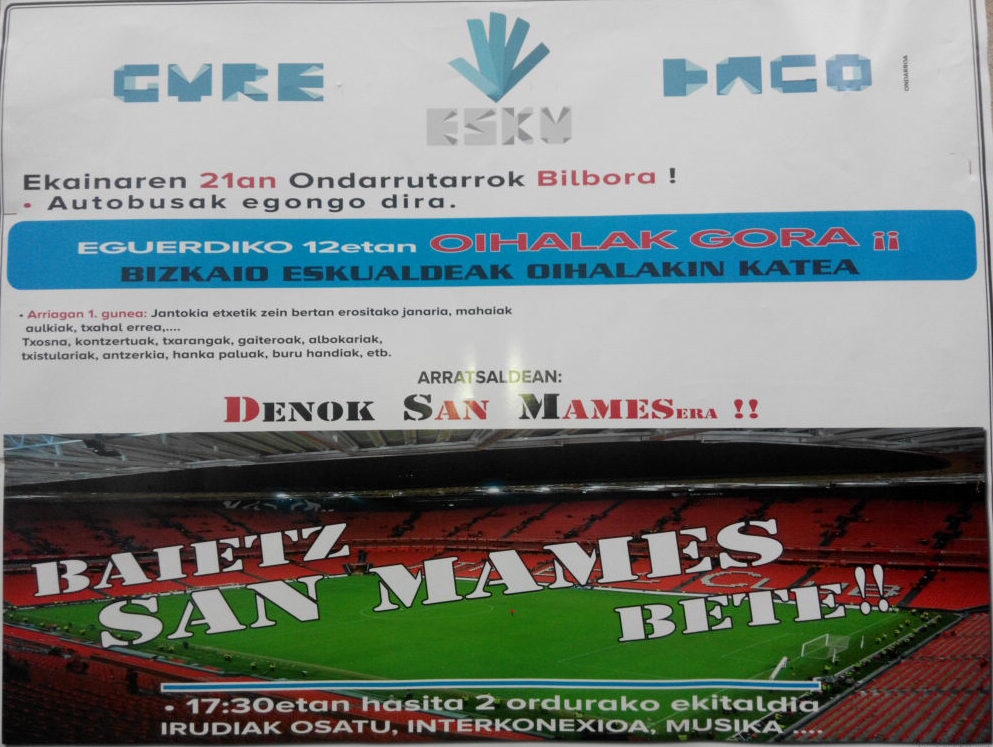 GURE ESKU DAGO
ONDARROA
Ekainaren 21an Ondarrutarrok Bilbora !
• Autobusak egongo dira.
EGUERDIKO 12etan OIHALAK GORA ¡¡
BIZKAIO ESKUALDEAK OIHALAKIN KATEA
• Arriagan 1. gunea: Jantokia etxetik zein bertan erositako janaria, mahaiak
aulkiak, txahal errea,....
Txosna, kontzertuak, txarangak, gaiteroak, albokariak,
txistulariak, antzerkia, hanka paluak, buru handiak, etb.
ARRATSALDEAN:
DENOK SAN MAMESERA !!
BAIETZ
SAN MAMES
BETE!!
• 17:30etan hasita 2 ordurako ekitaldia
IRUDIAK OSATU, INTERKONEXIOA, MUSIKA ....